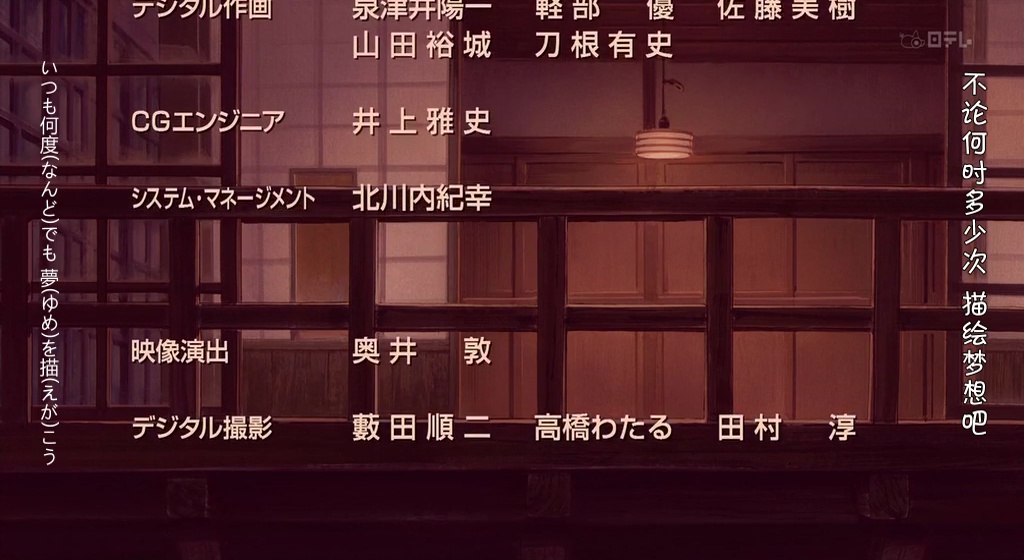 デジタル作画 泉津井陽一 軽部 優 佐藤美樹
山田裕城 刀根有史
CGエンジニア 井上雅史
システム・マネージメント 北川内紀幸
映像演出 奥井 敦
デジタル撮影 藪田順二 高橋わたる 田村 淳
日テレ
いつも何度(なんど)でも 夢(ゆめ)を描(えが)こう
不论何时多少次 描绘梦想吧